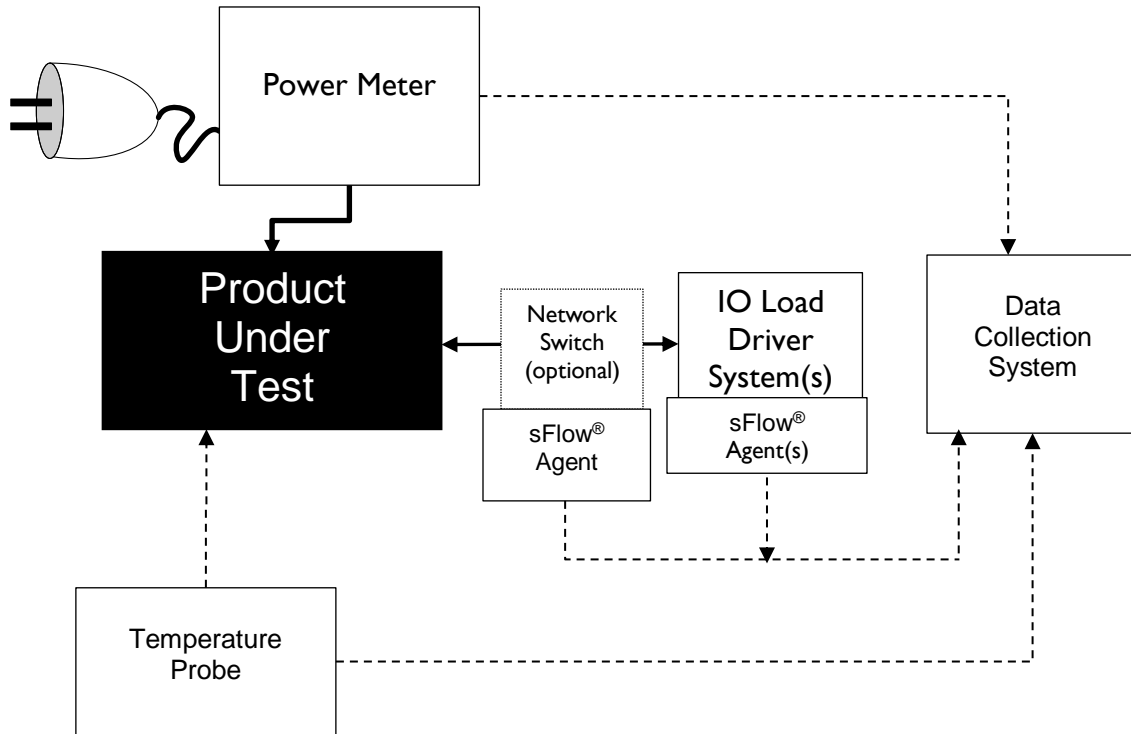 Power Meter
Product
Under
Test
Network
Switch
(optional)
sFlow®
Agent
IO Load
Driver
System(s)
sFlow®
Agent(s)
Data
Collection
System
Temperature
Probe